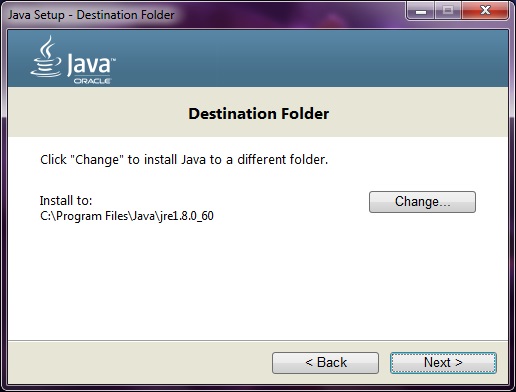 Java Setup - Destination Folder
Java™
ORACLE
Destination Folder
Click "Change" to install Java to a different folder.
Install to:
C:\Program Files\Java\jre1.8.0_60
Change...
< Back
Next >